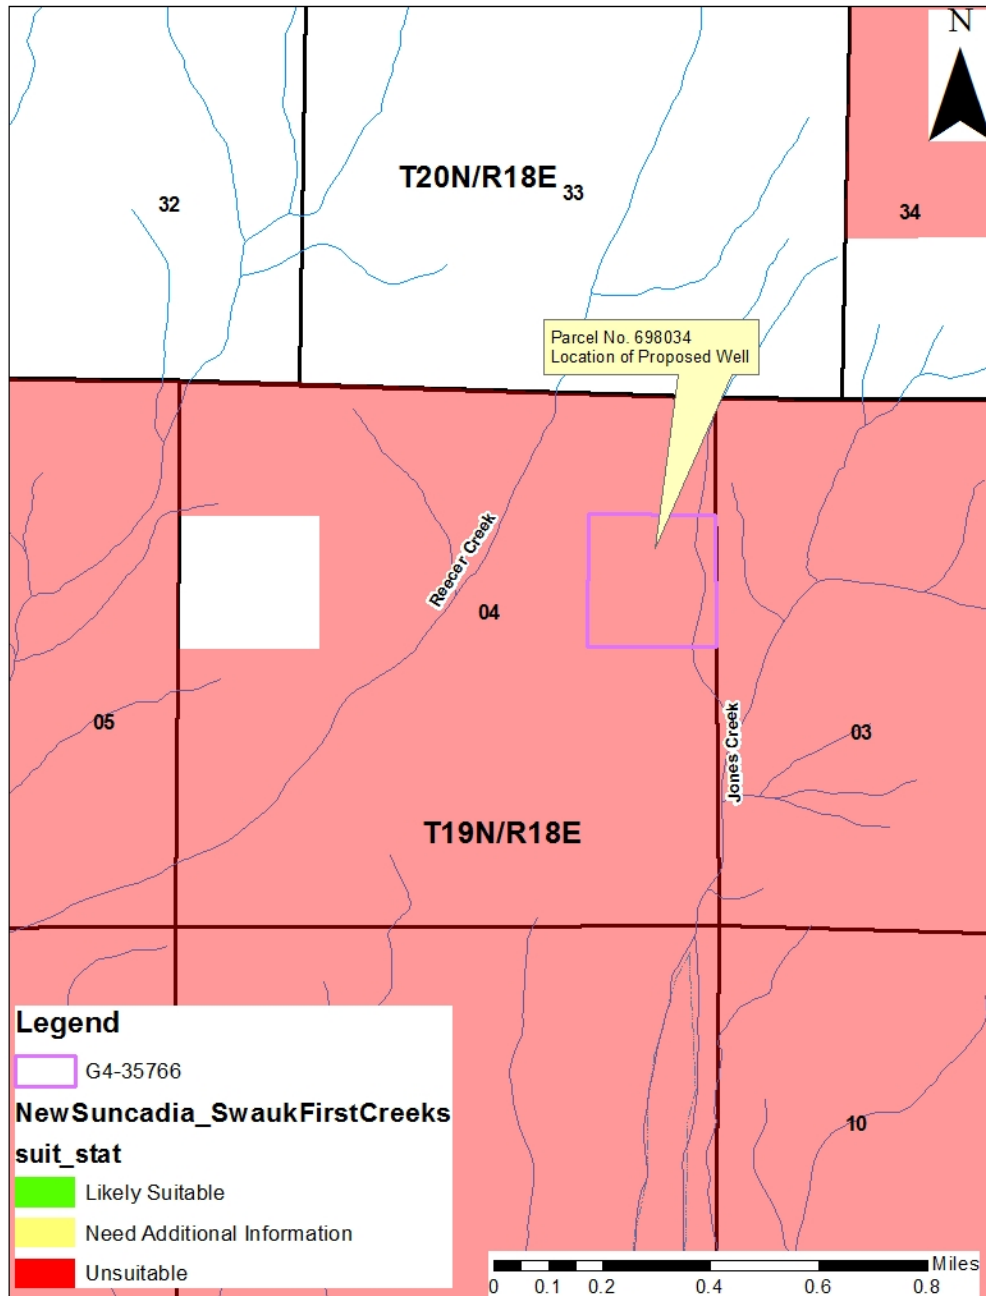 N
T20N/R18E
32
33
34
Parcel No. 698034
Location of Proposed Well
Reecer Creek
04
05
03
Jones Creek
T19N/R18E
10
Legend
G4-35766
NewSuncadia_SwaukFirstCreeks
suit_stat
Likely Suitable
Need Additional Information
Unsuitable
Miles
0 0.1 0.2 0.4 0.6 0.8